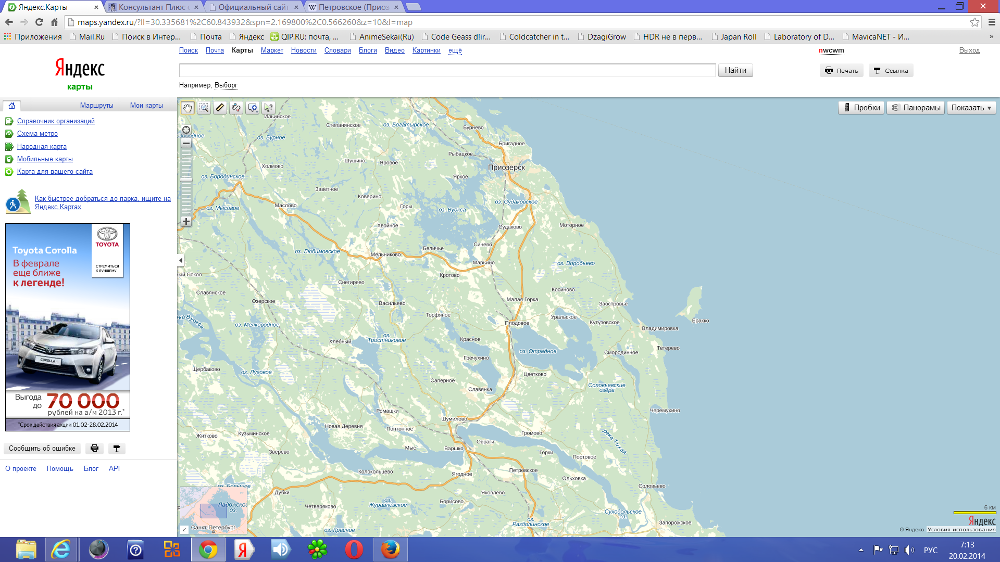 Яндекс.Карты
Консультант Плюс с
Официальный сайт
Петровское (Приоз
maps.yandex.ru/?ll=30.335681%2C60.843932&spn=2.169800%2C0.566260&z=10&l=map
Приложения
Mail.Ru
Поиск в Интер...
Почта
Яндекс
QIP.RU: почта, ...
AnimeSekai(Ru)
Code Geass d!ir...
Coldcatcher in t...
DzagiGrow
HDR не в перв...
Japan Roll
Laboratory of D...
MavicaNET - И...
»
Поиск Почта Карты Маркет Новости Словари Блоги Видео Картинки ещё
nwcwm
Выход
Яндекс
карты
Найти
Печать
Ссылка
Например, Выборг
Маршруты
Мои карты
Справочник организаций
Схема метро
Народная карта
Мобильные карты
Карта для вашего сайта
Как быстрее добраться до парка, ищите на
Яндекс.Картах
TOYOTA
Toyota Corolla
В феврале
еще ближе
к легенде!
СТРЕМИТЬСЯ
К ЛУЧШЕМУ
COROLLA
Выгода
до
70 000
рублей на а/м 2013 г.*
*Срок действия акции 01.02-28.02.2014
Сообщить об ошибке
О проекте Помощь Блог API
Пробки
Панорамы
Показать
Ильинское
Степанянское
оз. Богатырское
Бурнево
оз. Бурное
Бригадное
Рыбацкое
Шушино
Яровое
Холмово
Приозерск
оз. Бородинское
Яркое
Заветное
Коверино
оз. Судаковское
Маслово
Горы
оз. Мысовое
оз. Вуокса
Хвойное
Судаково
Моторное
Синево
Беличье
оз. Любимовское
Мельниково
Марьино
оз. Воробьево
ный Сокол
Кротово
Снегирево
Косиново
Славянское
Озерское
Васильево
Малая Горка
Заостровье
Торфяное
Уральское
ека Вуокса
Еракко
оз. Мелководное
Плодовое
Кутузовское
Владимировка
оз.
Тростниковое
Хлебный
Красное
Тетерево
оз. Отрадное
Смородинное
Гречухино
Щербаково
оз. Луговое
Цветково
Саперное
Славянка
Соловьевские
озёра
Ромашки
Черемухино
Шумилово
Новая Деревня
Понтонное
Громово
Житково
Кузьминское
Овраги
река Тихая
Мыс
Варшко
Зверево
Горки
Портовое
Колокольцево
Ягодное
Петровское
Ольховка
оз. Большое
Соловьево
Дубки
Яковлево
Четверяково
оз.
Журавлевское
Борисово
Суходольское
оз.
оз.
Раздолинское
Запорожское
оз. Красное
Ладожское
оз.
Санкт-Петербург
6 км
Яндекс
© Яндекс Условия использования
РУС
7:13
20.02.2014